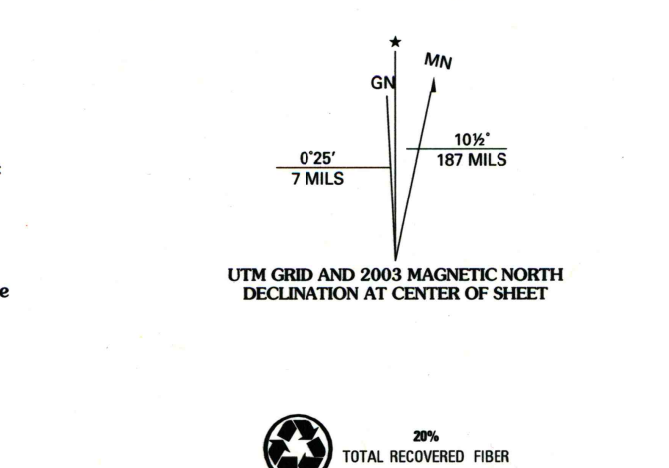 ★
MN
GN
10½°
187 MILS
0°25′
7 MILS
UTM GRID AND 2003 MAGNETIC NORTH
DECLINATION AT CENTER OF SHEET
e
20%
TOTAL RECOVERED FIBER